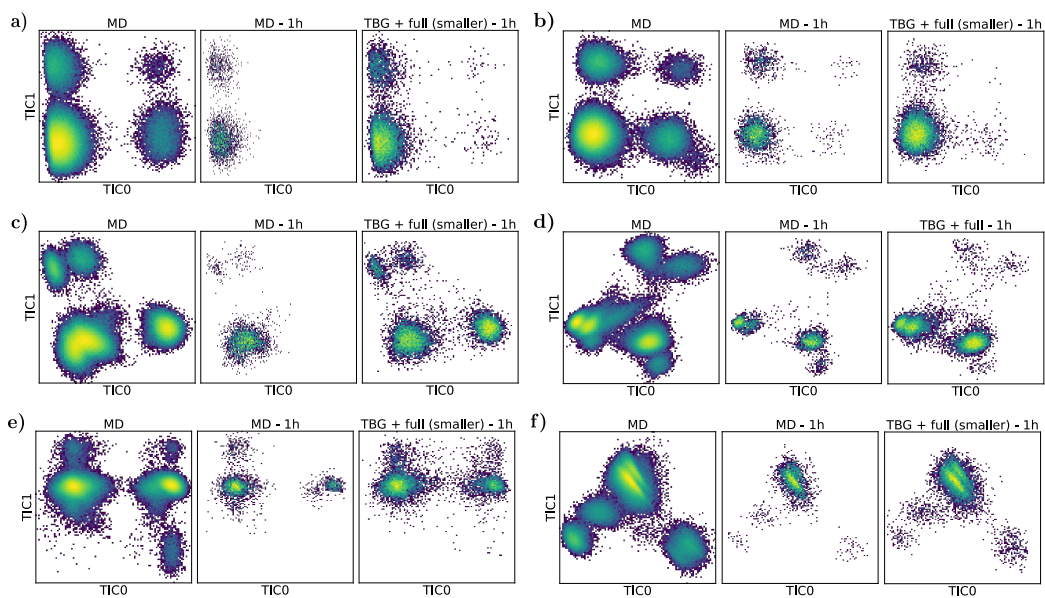 a) MD MD - 1h TBG + full (smaller) - 1h
TIC1
TIC0 TIC0 TIC0
b) MD MD - 1h TBG + full (smaller) - 1h
TIC1
TIC0 TIC0 TIC0
c) MD MD - 1h TBG + full (smaller) - 1h
TIC1
TIC0 TIC0 TIC0
d) MD MD - 1h TBG + full - 1h
TIC1
TIC0 TIC0 TIC0
e) MD MD - 1h TBG + full (smaller) - 1h
TIC1
TIC0 TIC0 TIC0
f) MD MD - 1h TBG + full (smaller) - 1h
TIC1
TIC0 TIC0 TIC0